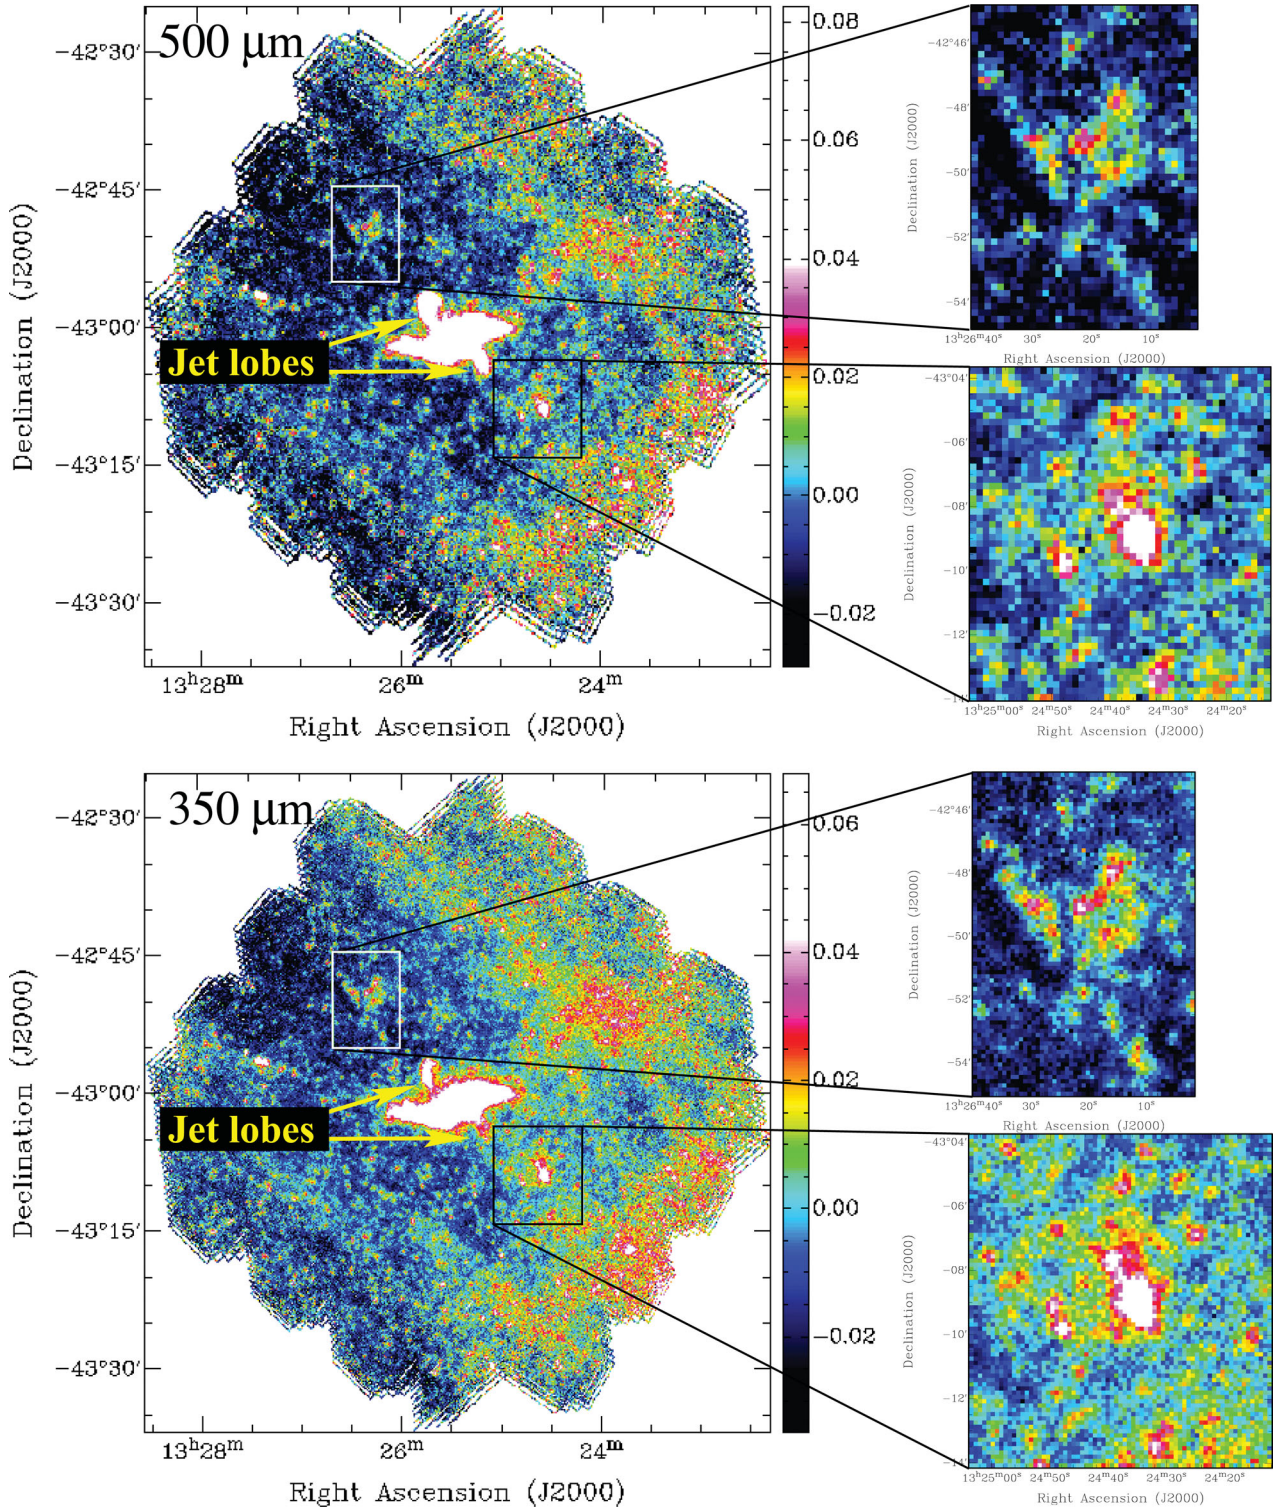 500 μm
Jet lobes
−42°30′
−42°45′
−43°00′
−43°15′
−43°30′
Declination (J2000)
13ʰ28ᵐ
26ᵐ
24ᵐ
Right Ascension (J2000)
0.08
0.06
0.04
0.02
0.00
−0.02
−42°46′
−48′
−50′
−52′
−54′
Declination (J2000)
13ʰ26ᵐ40ˢ
30ˢ
20ˢ
10ˢ
Right Ascension (J2000)
−43°04′
−06′
−08′
−10′
−12′
−14′
Declination (J2000)
13ʰ25ᵐ00ˢ
24ᵐ50ˢ
24ᵐ40ˢ
24ᵐ30ˢ
24ᵐ20ˢ
Right Ascension (J2000)
350 μm
Jet lobes
−42°30′
−42°45′
−43°00′
−43°15′
−43°30′
Declination (J2000)
13ʰ28ᵐ
26ᵐ
24ᵐ
Right Ascension (J2000)
0.06
0.04
0.02
0.00
−0.02
−42°46′
−48′
−50′
−52′
−54′
Declination (J2000)
13ʰ26ᵐ40ˢ
30ˢ
20ˢ
10ˢ
Right Ascension (J2000)
−43°04′
−06′
−08′
−10′
−12′
−14′
Declination (J2000)
13ʰ25ᵐ00ˢ
24ᵐ50ˢ
24ᵐ40ˢ
24ᵐ30ˢ
24ᵐ20ˢ
Right Ascension (J2000)